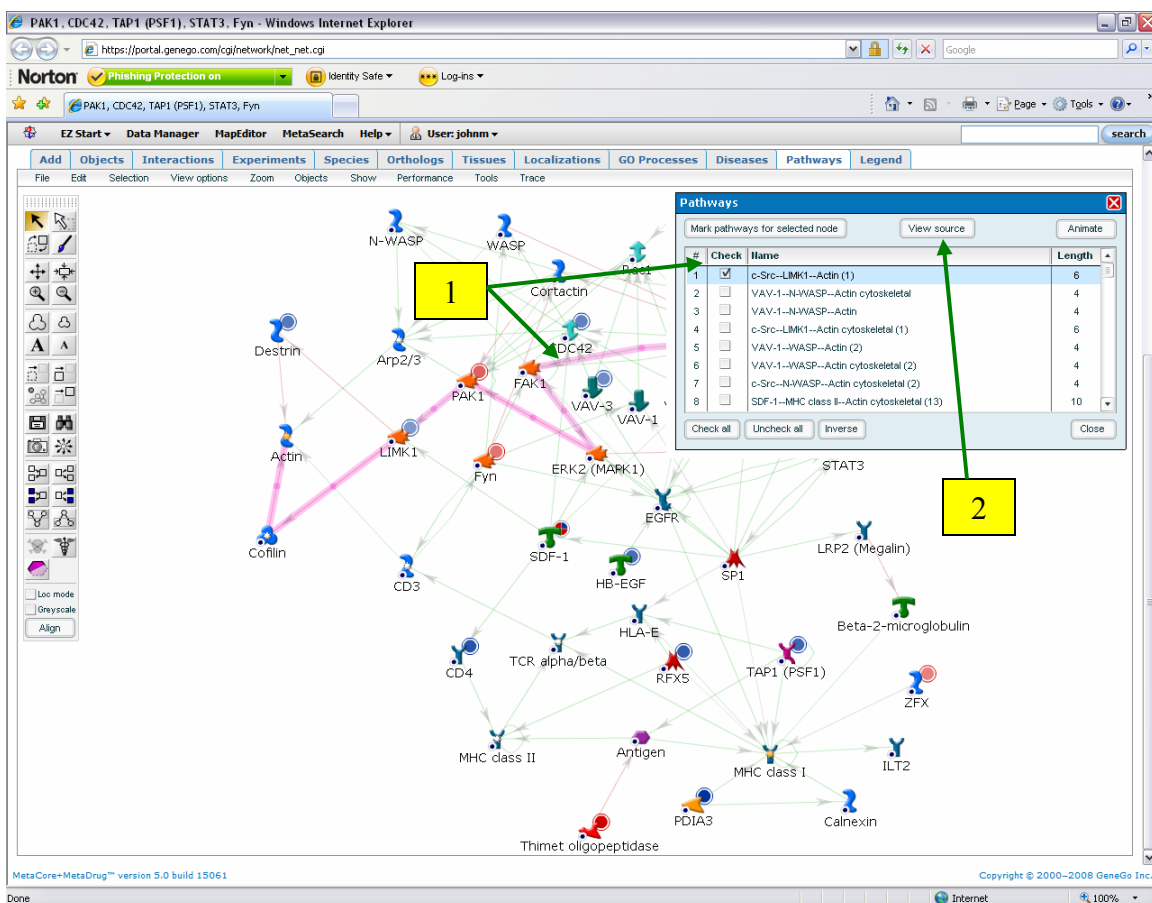 PAK1, CDC42, TAP1 (PSF1), STAT3, Fyn - Windows Internet Explorer
https://portal.genego.com/cgi/network/net_net.cgi
Google
Norton
Phishing Protection on
Identity Safe
Log-ins
PAK1, CDC42, TAP1 (PSF1), STAT3, Fyn
Page
Tools
EZ Start
Data Manager
MapEditor
MetaSearch
Help
User: johnm
search
Add
Objects
Interactions
Experiments
Species
Orthologs
Tissues
Localizations
GO Processes
Diseases
Pathways
Legend
File
Edit
Selection
View options
Zoom
Objects
Show
Performance
Tools
Trace
Pathways
Mark pathways for selected node
View source
Animate
# Check Name Length
1 c-Src--LIMK1--Actin (1) 6
2 VAV-1--N-WASP--Actin cytoskeletal 4
3 VAV-1--N-WASP--Actin 4
4 c-Src--LIMK1--Actin cytoskeletal (1) 6
5 VAV-1--WASP--Actin (2) 4
6 VAV-1--WASP--Actin cytoskeletal (2) 4
7 c-Src--N-WASP--Actin cytoskeletal (2) 4
8 SDF-1--MHC class II--Actin cytoskeletal (13) 10
Check all
Uncheck all
Inverse
Close
1
2
N-WASP
WASP
Rac1
Cortactin
Destrin
Arp2/3
CDC42
PAK1
FAK1
VAV-3
VAV-1
Actin
LIMK1
Fyn
ERK2 (MAPK1)
STAT3
EGFR
Cofilin
SDF-1
CD3
HB-EGF
SP1
LRP2 (Megalin)
HLA-E
Beta-2-microglobulin
CD4
TCR alpha/beta
RFX5
TAP1 (PSF1)
ZFX
MHC class II
Antigen
MHC class I
ILT2
PDIA3
Calnexin
Thimet oligopeptidase
A A
Loc mode
Greyscale
Align
MetaCore+MetaDrug™ version 5.0 build 15061
Copyright © 2000-2008 GeneGo Inc.
Done
Internet
100%